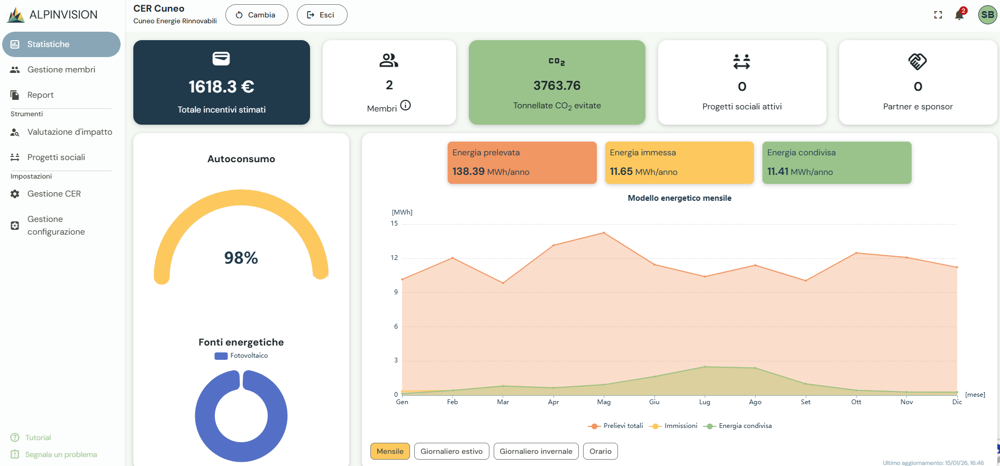 ALPINVISION
CER Cuneo
Cuneo Energie Rinnovabili
Cambia
Esci
2
SB
Statistiche
Gestione membri
Report
Strumenti
Valutazione d'impatto
Progetti sociali
Impostazioni
Gestione CER
Gestione
configurazione
Tutorial
Segnala un problema
1618.3 €
Totale incentivi stimati
2
Membri
CO2
3763.76
Tonnellate CO2 evitate
0
Progetti sociali attivi
0
Partner e sponsor
Autoconsumo
98%
Fonti energetiche
Fotovoltaico
Energia prelevata
138.39 MWh/anno
Energia immessa
11.65 MWh/anno
Energia condivisa
11.41 MWh/anno
Modello energetico mensile
[MWh]
15
12
9
6
3
0
Gen Feb Mar Apr Mag Giu Lug Ago Set Ott Nov Dic
[mese]
Prelievi totali Immissioni Energia condivisa
Mensile Giornaliero estivo Giornaliero invernale Orario
Ultimo aggiornamento: 15/01/26, 16:46